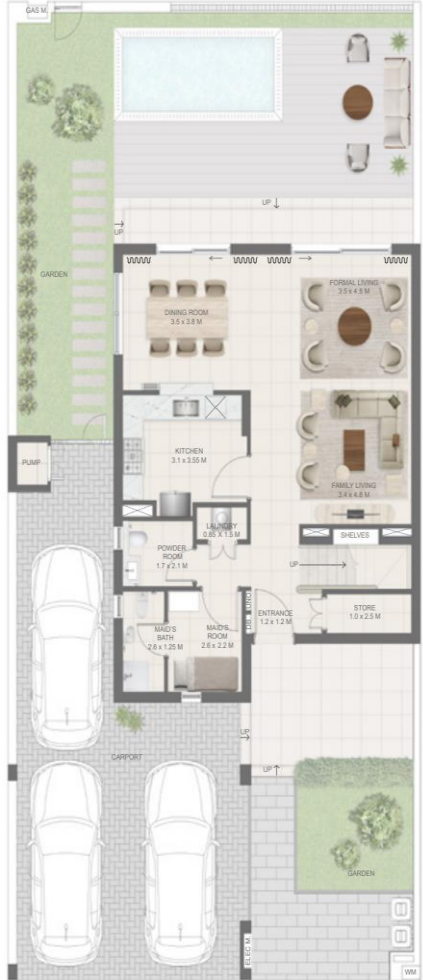 GAS M.
UP
UP
GARDEN
FORMAL LIVING
3.5 x 4.8 M
DINING ROOM
3.5 x 3.8 M
KITCHEN
3.1 x 3.55 M
PUMP
FAMILY LIVING
3.4 x 4.8 M
LAUNDRY
0.85 X 1.5 M
SHELVES
POWDER
ROOM
1.7 x 2.1 M
UP
STORE
1.0 x 2.5 M
ENTRANCE
1.2 x 1.2 M
DB
MAID'S
BATH
2.6 x 1.25 M
MAID'S
ROOM
2.6 x 2.2 M
UP
CARPORT
UP
GARDEN
ELEC M.
WM